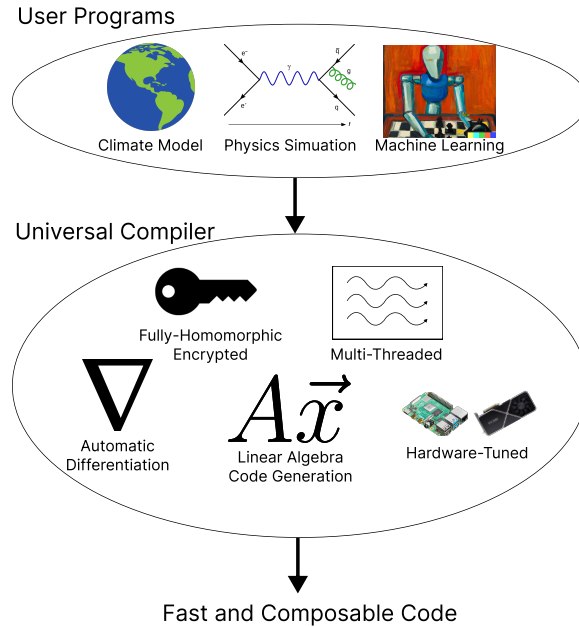 User Programs
e⁻
γ
q̄
g
e⁻
q
t
Climate Model
Physics Simuation
Machine Learning
Universal Compiler
Fully-Homomorphic
Encrypted
Multi-Threaded
Ax
Automatic
Differentiation
Linear Algebra
Code Generation
Hardware-Tuned
Fast and Composable Code